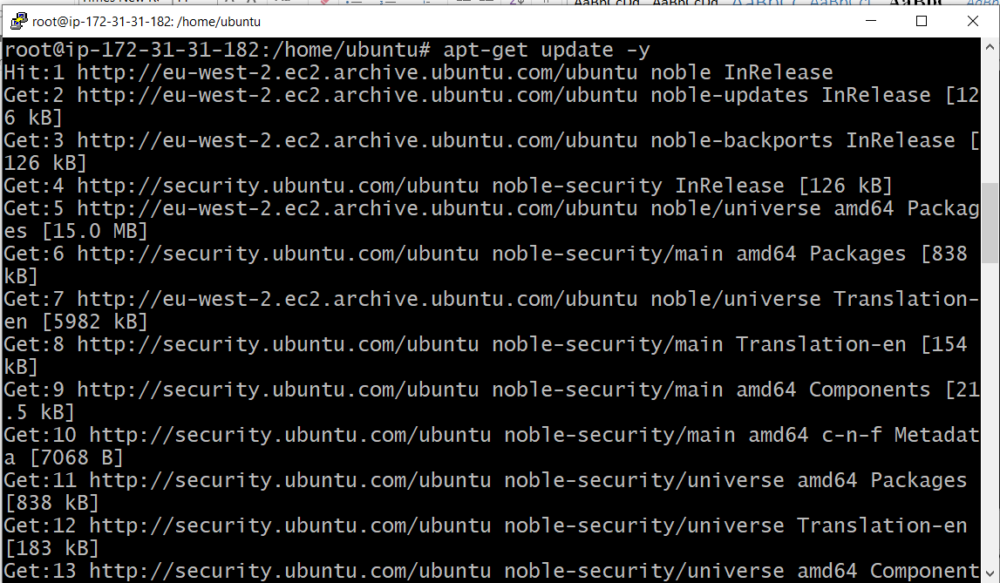 root@ip-172-31-31-182: /home/ubuntu
root@ip-172-31-31-182:/home/ubuntu# apt-get update -y
Hit:1 http://eu-west-2.ec2.archive.ubuntu.com/ubuntu noble InRelease
Get:2 http://eu-west-2.ec2.archive.ubuntu.com/ubuntu noble-updates InRelease [12
6 kB]
Get:3 http://eu-west-2.ec2.archive.ubuntu.com/ubuntu noble-backports InRelease [
126 kB]
Get:4 http://security.ubuntu.com/ubuntu noble-security InRelease [126 kB]
Get:5 http://eu-west-2.ec2.archive.ubuntu.com/ubuntu noble/universe amd64 Packag
es [15.0 MB]
Get:6 http://security.ubuntu.com/ubuntu noble-security/main amd64 Packages [838
kB]
Get:7 http://eu-west-2.ec2.archive.ubuntu.com/ubuntu noble/universe Translation-
en [5982 kB]
Get:8 http://security.ubuntu.com/ubuntu noble-security/main Translation-en [154
kB]
Get:9 http://security.ubuntu.com/ubuntu noble-security/main amd64 Components [21
.5 kB]
Get:10 http://security.ubuntu.com/ubuntu noble-security/main amd64 c-n-f Metadat
a [7068 B]
Get:11 http://security.ubuntu.com/ubuntu noble-security/universe amd64 Packages
[838 kB]
Get:12 http://security.ubuntu.com/ubuntu noble-security/universe Translation-en
[183 kB]
Get:13 http://security.ubuntu.com/ubuntu noble-security/universe amd64 Component